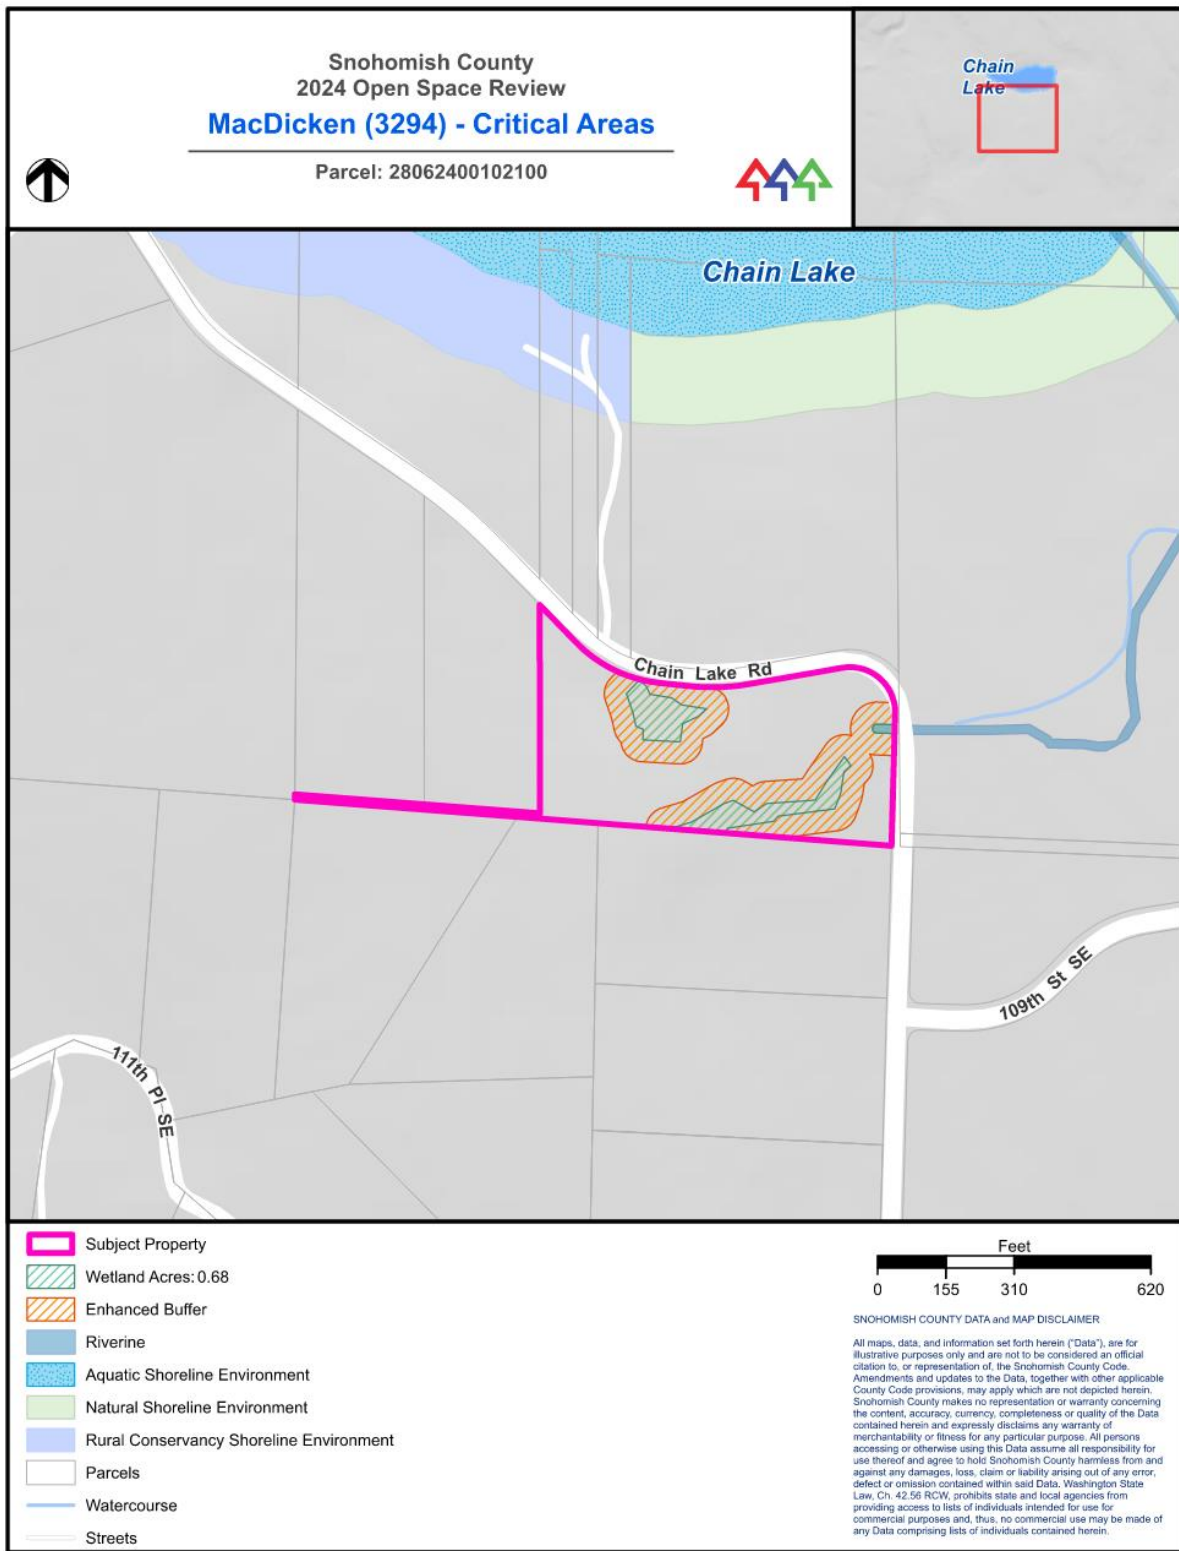 Snohomish County
2024 Open Space Review
MacDicken (3294) - Critical Areas
Parcel: 28062400102100
Chain
Lake
Chain Lake
Chain Lake Rd
109th St SE
111th Pl SE
Subject Property
Wetland Acres: 0.68
Enhanced Buffer
Riverine
Aquatic Shoreline Environment
Natural Shoreline Environment
Rural Conservancy Shoreline Environment
Parcels
Watercourse
Streets
Feet
0 155 310 620
SNOHOMISH COUNTY DATA and MAP DISCLAIMER
All maps, data, and information set forth herein ("Data"), are for
illustrative purposes only and are not to be considered an official
citation to, or representation of, the Snohomish County Code.
Amendments and updates to the Data, together with other applicable
County Code provisions, may apply which are not depicted herein.
Snohomish County makes no representation or warranty concerning
the content, accuracy, currency, completeness or quality of the Data
contained herein and expressly disclaims any warranty of
merchantability or fitness for any particular purpose. All persons
accessing or otherwise using this Data assume all responsibility for
use thereof and agree to hold Snohomish County harmless from and
against any damages, loss, claim or liability arising out of any error,
defect or omission contained within said Data. Washington State
Law, Ch. 42.56 RCW, prohibits state and local agencies from
providing access to lists of individuals intended for use for
commercial purposes and, thus, no commercial use may be made of
any Data comprising lists of individuals contained herein.